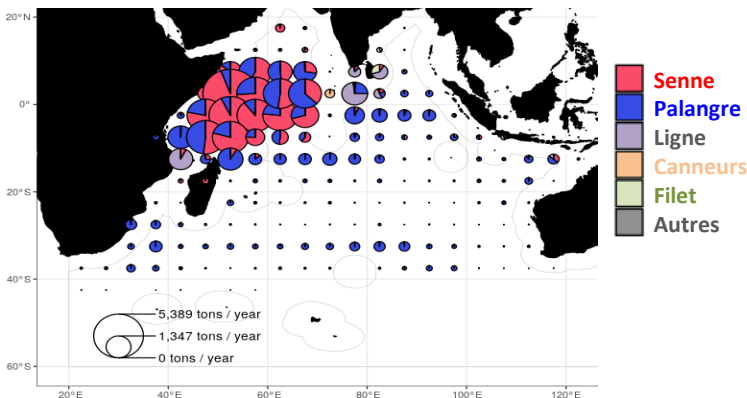 20°N
0°
20°S
40°S
60°S
20°E
40°E
60°E
80°E
100°E
120°E
5,389 tons / year
1,347 tons / year
0 tons / year
Senne
Palangre
Ligne
Canneurs
Filet
Autres